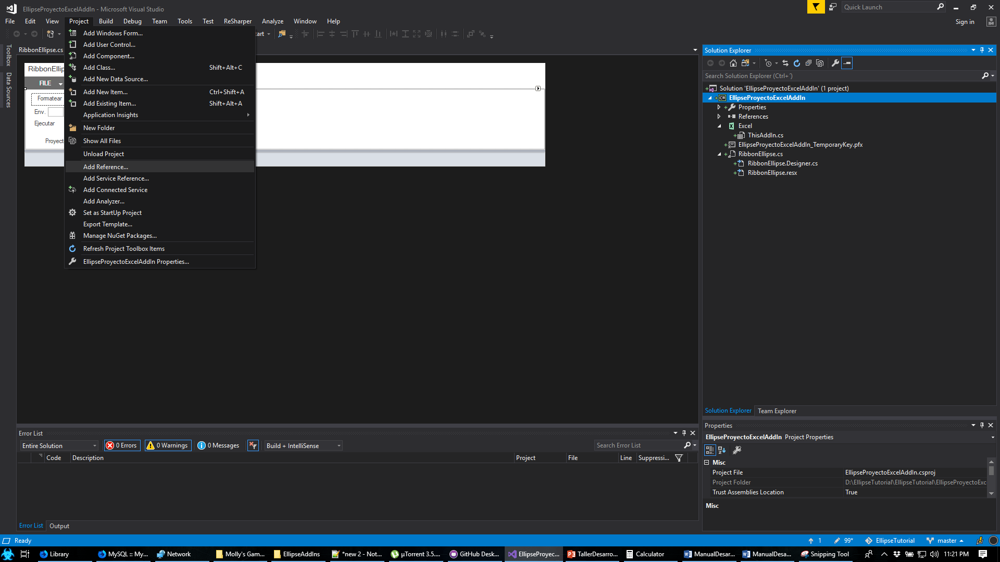 EllipseProyectoExcelAddIn - Microsoft Visual Studio
Quick Launch
File Edit View Project Build Debug Team Tools Test ReSharper Analyze Window Help
Sign in
art
Toolbox
Data Sources
RibbonEllipse.cs
RibbonEllip
FILE
Formatear
Env.
Ejecutar
Proyect
Add Windows Form...
Add User Control...
Add Component...
Add Class... Shift+Alt+C
Add New Data Source...
Add New Item... Ctrl+Shift+A
Add Existing Item... Shift+Alt+A
Application Insights
New Folder
Show All Files
Unload Project
Add Reference...
Add Service Reference...
Add Connected Service
Add Analyzer...
Set as StartUp Project
Export Template...
Manage NuGet Packages...
Refresh Project Toolbox Items
EllipseProyectoExcelAddIn Properties...
Solution Explorer
Search Solution Explorer (Ctrl+´)
Solution 'EllipseProyectoExcelAddIn' (1 project)
C# EllipseProyectoExcelAddIn
Properties
References
Excel
ThisAddIn.cs
EllipseProyectoExcelAddIn_TemporaryKey.pfx
RibbonEllipse.cs
RibbonEllipse.Designer.cs
RibbonEllipse.resx
Solution Explorer Team Explorer
Properties
EllipseProyectoExcelAddIn Project Properties
Misc
Project File EllipseProyectoExcelAddIn.csproj
Project Folder D:\EllipseTutorial\EllipseTutorial\EllipseProyectoExc
Trust Assemblies Location True
Misc
Error List
Entire Solution 0 Errors 0 Warnings 0 Messages Build + IntelliSense Search Error List
Code Description Project File Line Suppressi...
Error List Output
Ready 1 99* EllipseTutorial master
Library MySQL :: My... Network Molly's Gam... EllipseAddIns *new 2 - Not... µTorrent 3.5.... GitHub Desk... EllipseProyec... TallerDesarro... Calculator ManualDesar... ManualDesa... Snipping Tool 11:21 PM